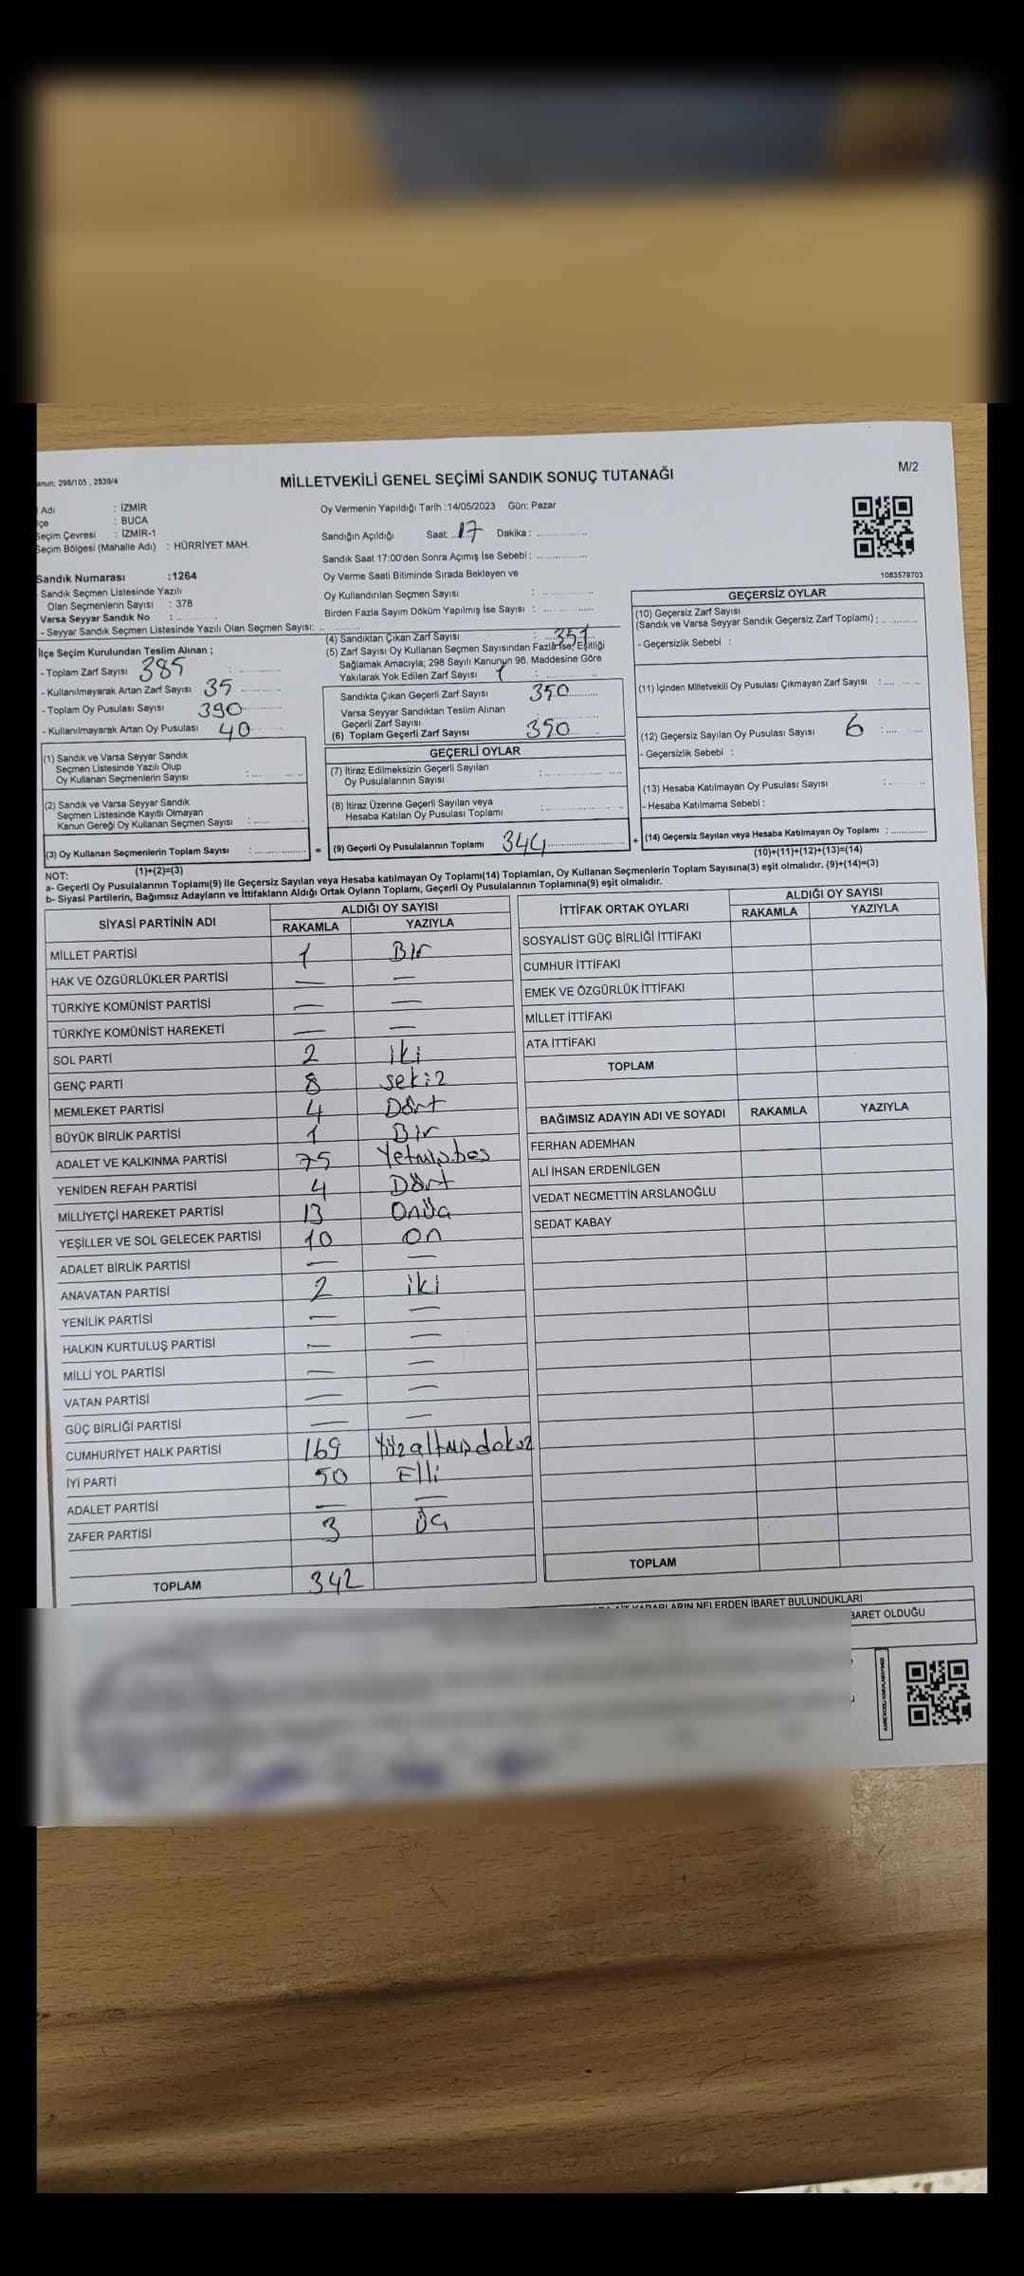 anun: 298/105 , 2839/4
MİLLETVEKİLİ GENEL SEÇİMİ SANDIK SONUÇ TUTANAĞI
M/2
l Adı : İZMİR
lçe : BUCA
Seçim Çevresi : İZMİR-1
Seçim Bölgesi (Mahalle Adı) : HÜRRİYET MAH.
Oy Vermenin Yapıldığı Tarih :14/05/2023 Gün: Pazar
Sandığın Açıldığı Saat: 17 Dakika :
Sandık Saat 17:00'den Sonra Açımış İse Sebebi :
Oy Verme Saati Bitiminde Sırada Bekleyen ve
Oy Kullandırılan Seçmen Sayısı :
Birden Fazla Sayım Döküm Yapılmış İse Sayısı :
1083579703
Sandık Numarası :1264
Sandık Seçmen Listesinde Yazılı
Olan Seçmenlerin Sayısı : 378
Varsa Seyyar Sandık No :
- Seyyar Sandık Seçmen Listesinde Yazılı Olan Seçmen Sayısı:
İlçe Seçim Kurulundan Teslim Alınan ;
- Toplam Zarf Sayısı 385 :
- Kullanılmayarak Artan Zarf Sayısı 35
- Toplam Oy Pusulası Sayısı 390
- Kullanılmayarak Artan Oy Pusulası 40
(4) Sandıktan Çıkan Zarf Sayısı : 351
(5) Zarf Sayısı Oy Kullanan Seçmen Sayısından Fazla ise, Eşitliği
Sağlamak Amacıyla; 298 Sayılı Kanunun 98. Maddesine Göre
Yakılarak Yok Edilen Zarf Sayısı 1
Sandıkta Çıkan Geçerli Zarf Sayısı 350
Varsa Seyyar Sandıktan Teslim Alınan
Geçerli Zarf Sayısı
(6) Toplam Geçerli Zarf Sayısı 350
GEÇERLİ OYLAR
(7) İtiraz Edilmeksizin Geçerli Sayılan
Oy Pusulalarının Sayısı :
(8) İtiraz Üzerine Geçerli Sayılan veya
Hesaba Katılan Oy Pusulası Toplamı :
(9) Geçerli Oy Pusulalarının Toplamı 344
GEÇERSİZ OYLAR
(10) Geçersiz Zarf Sayısı
(Sandık ve Varsa Seyyar Sandık Geçersiz Zarf Toplamı) :
- Geçersizlik Sebebi :
(11) İçinden Milletvekili Oy Pusulası Çıkmayan Zarf Sayısı :
(12) Geçersiz Sayılan Oy Pusulası Sayısı 6 :
- Geçersizlik Sebebi :
(13) Hesaba Katılmayan Oy Pusulası Sayısı :
- Hesaba Katılmama Sebebi :
+ (14) Geçersiz Sayılan veya Hesaba Katılmayan Oy Toplamı :
(10)+(11)+(12)+(13)=(14)
(1) Sandık ve Varsa Seyyar Sandık
Seçmen Listesinde Yazılı Olup
Oy Kullanan Seçmenlerin Sayısı :
(2) Sandık ve Varsa Seyyar Sandık
Seçmen Listesinde Kayıtlı Olmayan
Kanun Gereği Oy Kullanan Seçmen Sayısı :
(3) Oy Kullanan Seçmenlerin Toplam Sayısı : =
(1)+(2)=(3)
NOT:
a- Geçerli Oy Pusulalarının Toplamı(9) ile Geçersiz Sayılan veya Hesaba katılmayan Oy Toplamı(14) Toplamları, Oy Kullanan Seçmenlerin Toplam Sayısına(3) eşit olmalıdır. (9)+(14)=(3)
b- Siyasi Partilerin, Bağımsız Adayların ve İttifakların Aldığı Ortak Oyların Toplamı, Geçerli Oy Pusulalarının Toplamına(9) eşit olmalıdır.
SİYASİ PARTİNİN ADI ALDIĞI OY SAYISI
RAKAMLA YAZIYLA
MİLLET PARTİSİ 1 Bir
HAK VE ÖZGÜRLÜKLER PARTİSİ —
TÜRKİYE KOMÜNİST PARTİSİ — —
TÜRKİYE KOMÜNİST HAREKETİ — —
SOL PARTİ 2 iki
GENÇ PARTİ 8 sekiz
MEMLEKET PARTİSİ 4 Dört
BÜYÜK BİRLİK PARTİSİ 1 Bir
ADALET VE KALKINMA PARTİSİ 75 Yetmişbeş
YENİDEN REFAH PARTİSİ 4 Dört
MİLLİYETÇİ HAREKET PARTİSİ 13 Onüç
YEŞİLLER VE SOL GELECEK PARTİSİ 10 on
ADALET BİRLİK PARTİSİ — —
ANAVATAN PARTİSİ 2 iki
YENİLİK PARTİSİ — —
HALKIN KURTULUŞ PARTİSİ — —
MİLLİ YOL PARTİSİ — —
VATAN PARTİSİ — —
GÜÇ BİRLİĞİ PARTİSİ — —
CUMHURİYET HALK PARTİSİ 169 Yüzaltmışdokuz
İYİ PARTİ 50 Elli
ADALET PARTİSİ — —
ZAFER PARTİSİ 3 üç
TOPLAM 342
İTTİFAK ORTAK OYLARI ALDIĞI OY SAYISI
RAKAMLA YAZIYLA
SOSYALİST GÜÇ BİRLİĞİ İTTİFAKI
CUMHUR İTTİFAKI
EMEK VE ÖZGÜRLÜK İTTİFAKI
MİLLET İTTİFAKI
ATA İTTİFAKI
TOPLAM
BAĞIMSIZ ADAYIN ADI VE SOYADI RAKAMLA YAZIYLA
FERHAN ADEMHAN
ALİ İHSAN ERDENİLGEN
VEDAT NECMETTİN ARSLANOĞLU
SEDAT KABAY
TOPLAM
KARARLARIN NELERDEN İBARET BULUNDUKLARI
BARET OLDUĞU